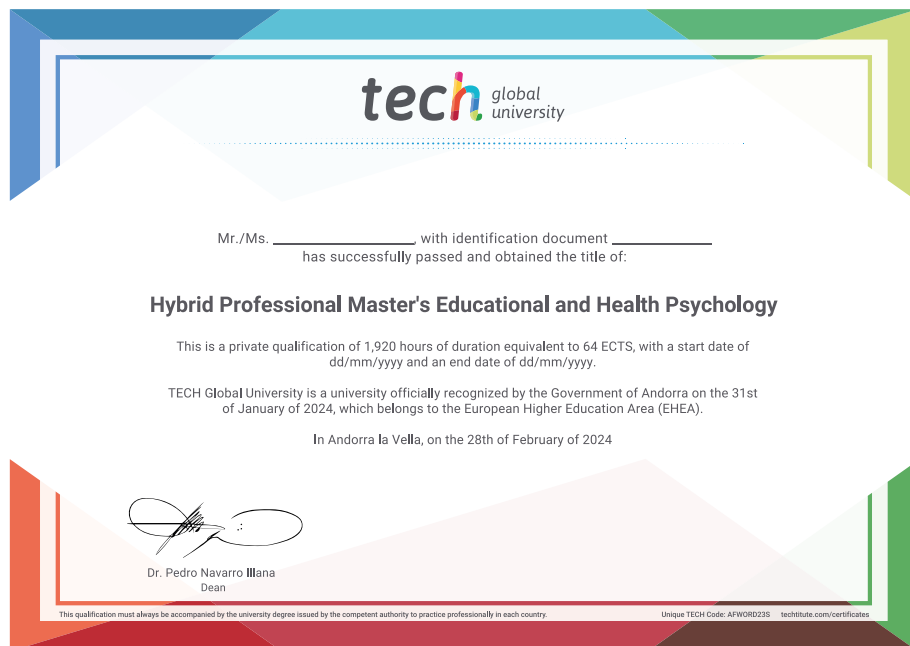 tech global university
Mr./Ms. ________________, with identification document ____________
has successfully passed and obtained the title of:
Hybrid Professional Master's Educational and Health Psychology
This is a private qualification of 1,920 hours of duration equivalent to 64 ECTS, with a start date of
dd/mm/yyyy and an end date of dd/mm/yyyy.
TECH Global University is a university officially recognized by the Government of Andorra on the 31st
of January of 2024, which belongs to the European Higher Education Area (EHEA).
In Andorra la Vella, on the 28th of February of 2024
Dr. Pedro Navarro Illana
Dean
This qualification must always be accompanied by the university degree issued by the competent authority to practice professionally in each country.
Unique TECH Code: AFWORD23S techtitute.com/certificates